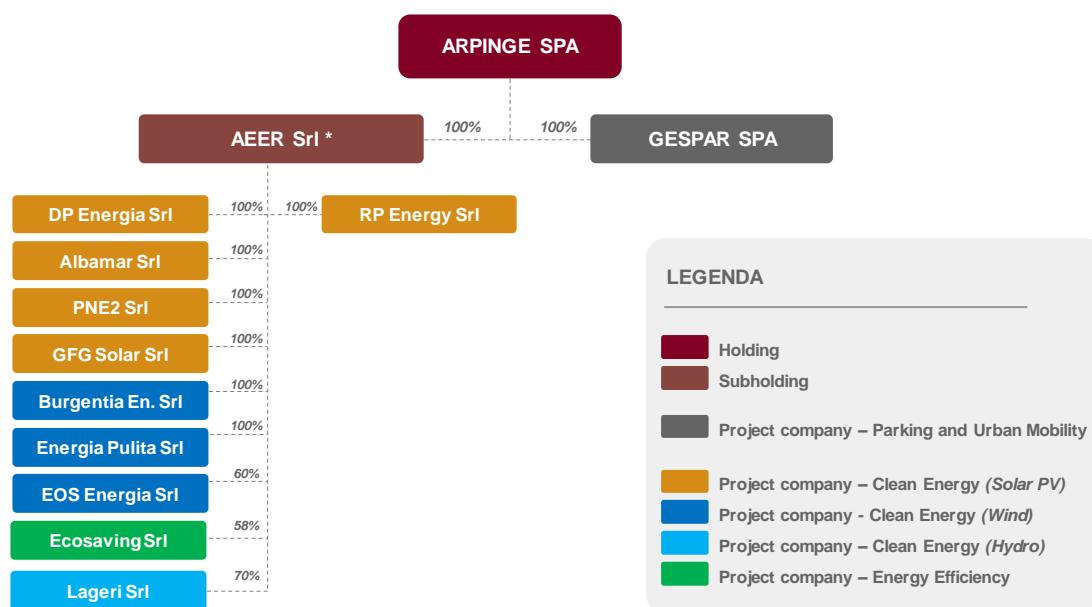 ARPINGE SPA
AEER Srl *
100%
100%
GESPAR SPA
DP Energia Srl
100%
100%
RP Energy Srl
Albamar Srl
100%
PNE2 Srl
100%
GFG Solar Srl
100%
Burgentia En. Srl
100%
Energia Pulita Srl
100%
EOS Energia Srl
60%
Ecosaving Srl
58%
Lageri Srl
70%
LEGENDA
Holding
Subholding
Project company – Parking and Urban Mobility
Project company – Clean Energy (Solar PV)
Project company - Clean Energy (Wind)
Project company – Clean Energy (Hydro)
Project company – Energy Efficiency